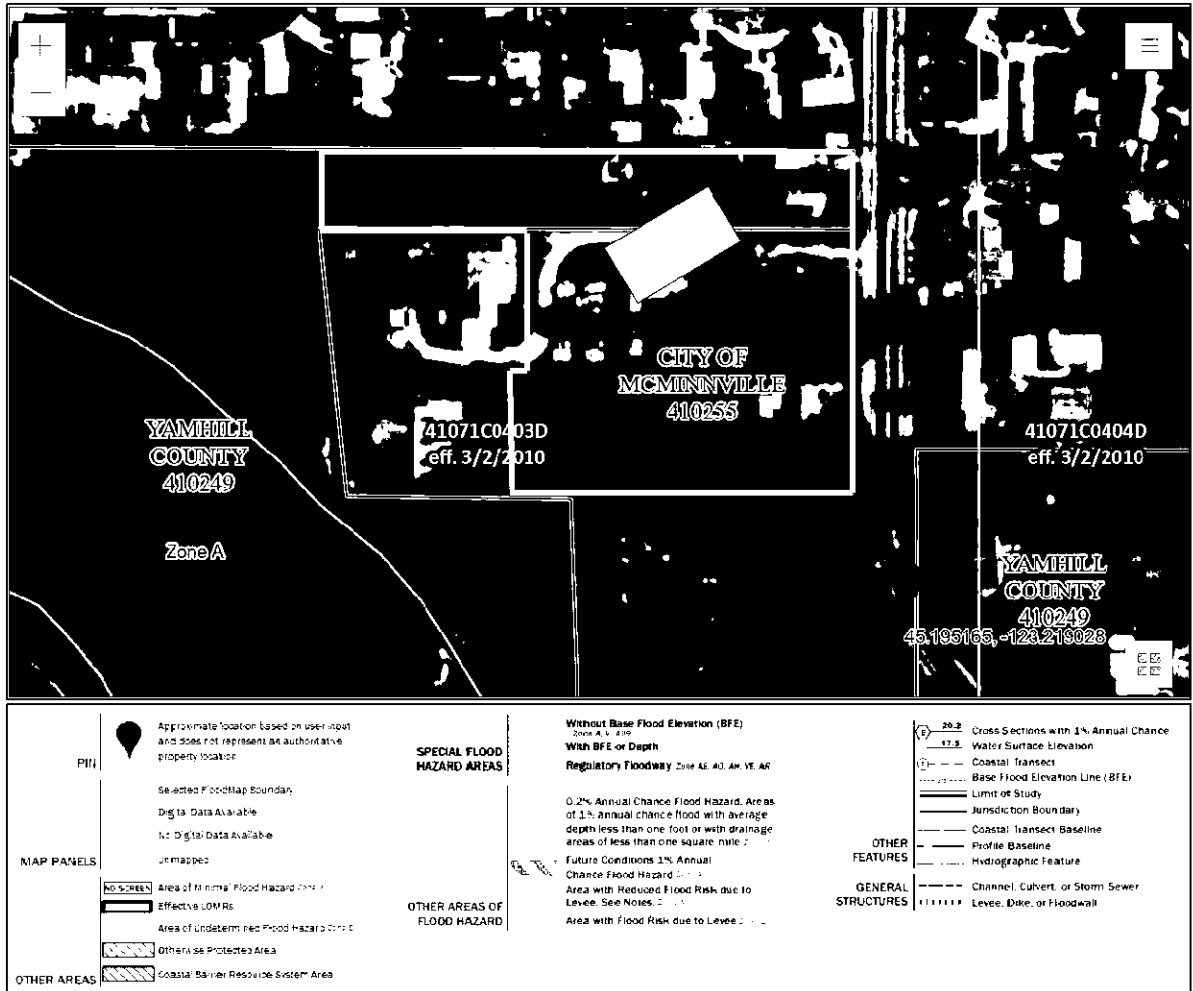 CITY OF
MCMINNVILLE
410255
YAMHILL
COUNTY
410249
41071C0403D
eff. 3/2/2010
41071C0404D
eff. 3/2/2010
Zone A
YAMHILL
COUNTY
410249
45.195165, -123.219028
PIN
Approximate location based on user input
and does not represent an authoritative
property location
MAP PANELS
Selected FloodMap Boundary
Digital Data Available
No Digital Data Available
Unmapped
OTHER AREAS
NO SCREEN Area of Minimal Flood Hazard
Effective LOMRs
Area of Undetermined Flood Hazard
Otherwise Protected Area
Coastal Barrier Resource System Area
SPECIAL FLOOD
HAZARD AREAS
Without Base Flood Elevation (BFE)
With BFE or Depth
Regulatory Floodway Zone AE, AO, AH, VE, AR
OTHER AREAS OF
FLOOD HAZARD
0.2% Annual Chance Flood Hazard, Areas
of 1% annual chance flood with average
depth less than one foot or with drainage
areas of less than one square mile
Future Conditions 1% Annual
Chance Flood Hazard
Area with Reduced Flood Risk due to
Levee. See Notes.
Area with Flood Risk due to Levee
OTHER
FEATURES
20.2 Cross Sections with 1% Annual Chance
17.5 Water Surface Elevation
Coastal Transect
Base Flood Elevation Line (BFE)
Limit of Study
Jurisdiction Boundary
Coastal Transect Baseline
Profile Baseline
Hydrographic Feature
GENERAL
STRUCTURES
Channel, Culvert, or Storm Sewer
Levee, Dike, or Floodwall